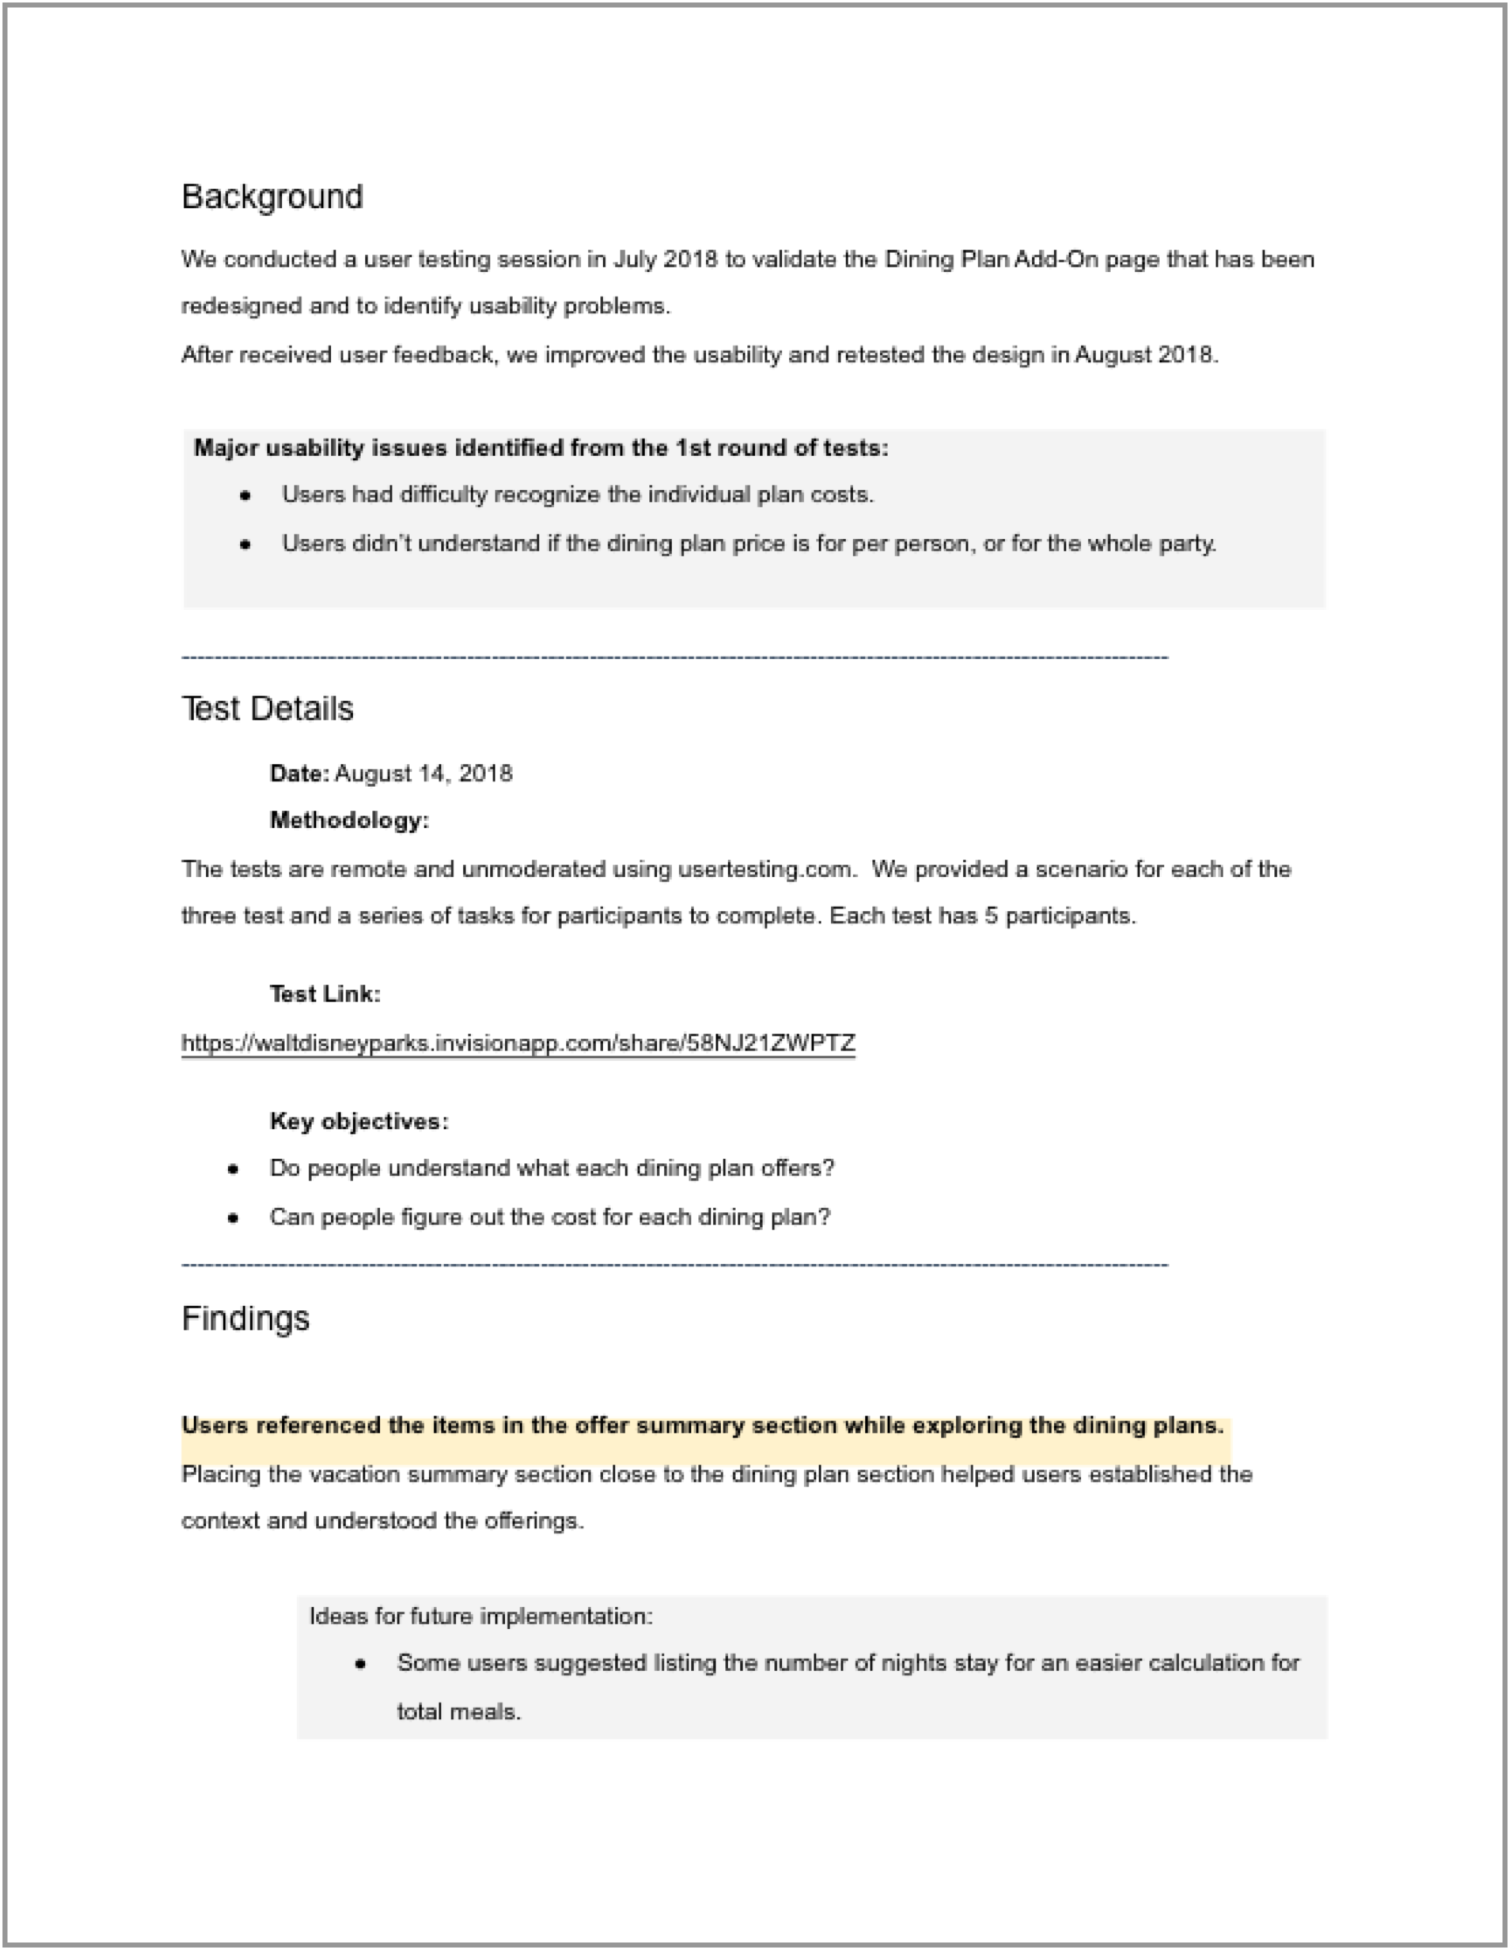 Background
We conducted a user testing session in July 2018 to validate the Dining Plan Add-On page that has been
redesigned and to identify usability problems.
After received user feedback, we improved the usability and retested the design in August 2018.
Major usability issues identified from the 1st round of tests:
● Users had difficulty recognize the individual plan costs.
● Users didn't understand if the dining plan price is for per person, or for the whole party.
Test Details
Date: August 14, 2018
Methodology:
The tests are remote and unmoderated using usertesting.com.  We provided a scenario for each of the
three test and a series of tasks for participants to complete. Each test has 5 participants.
Test Link:
https://waltdisneyparks.invisionapp.com/share/58NJ21ZWPTZ
Key objectives:
● Do people understand what each dining plan offers?
● Can people figure out the cost for each dining plan?
Findings
Users referenced the items in the offer summary section while exploring the dining plans.
Placing the vacation summary section close to the dining plan section helped users established the
context and understood the offerings.
Ideas for future implementation:
● Some users suggested listing the number of nights stay for an easier calculation for
total meals.